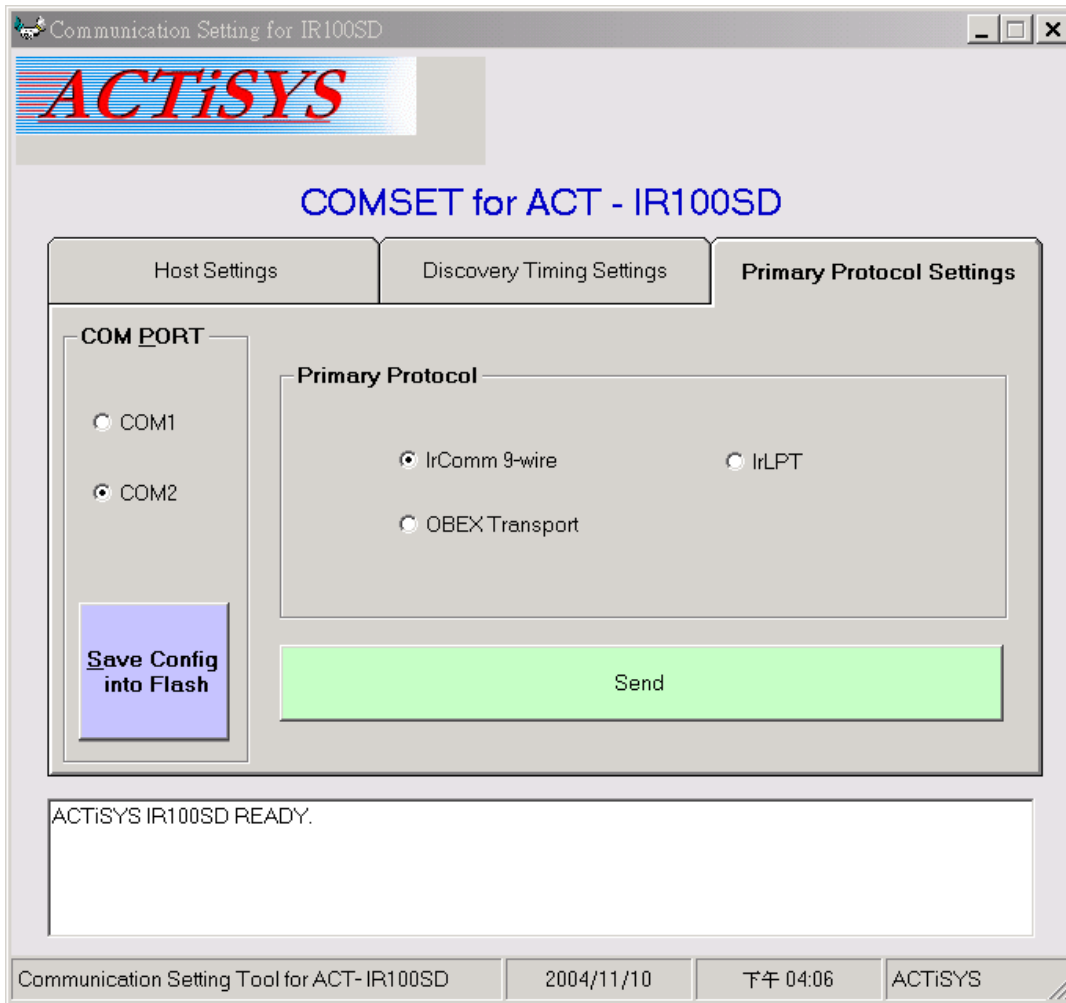 Communication Setting for IR100SD
ACTiSYS
COMSET for ACT - IR100SD
Host Settings
Discovery Timing Settings
Primary Protocol Settings
COM PORT
COM1
COM2
Save Config
into Flash
Primary Protocol
IrComm 9-wire
IrLPT
OBEX Transport
Send
ACTiSYS IR100SD READY.
Communication Setting Tool for ACT- IR100SD
2004/11/10
下午 04:06
ACTiSYS